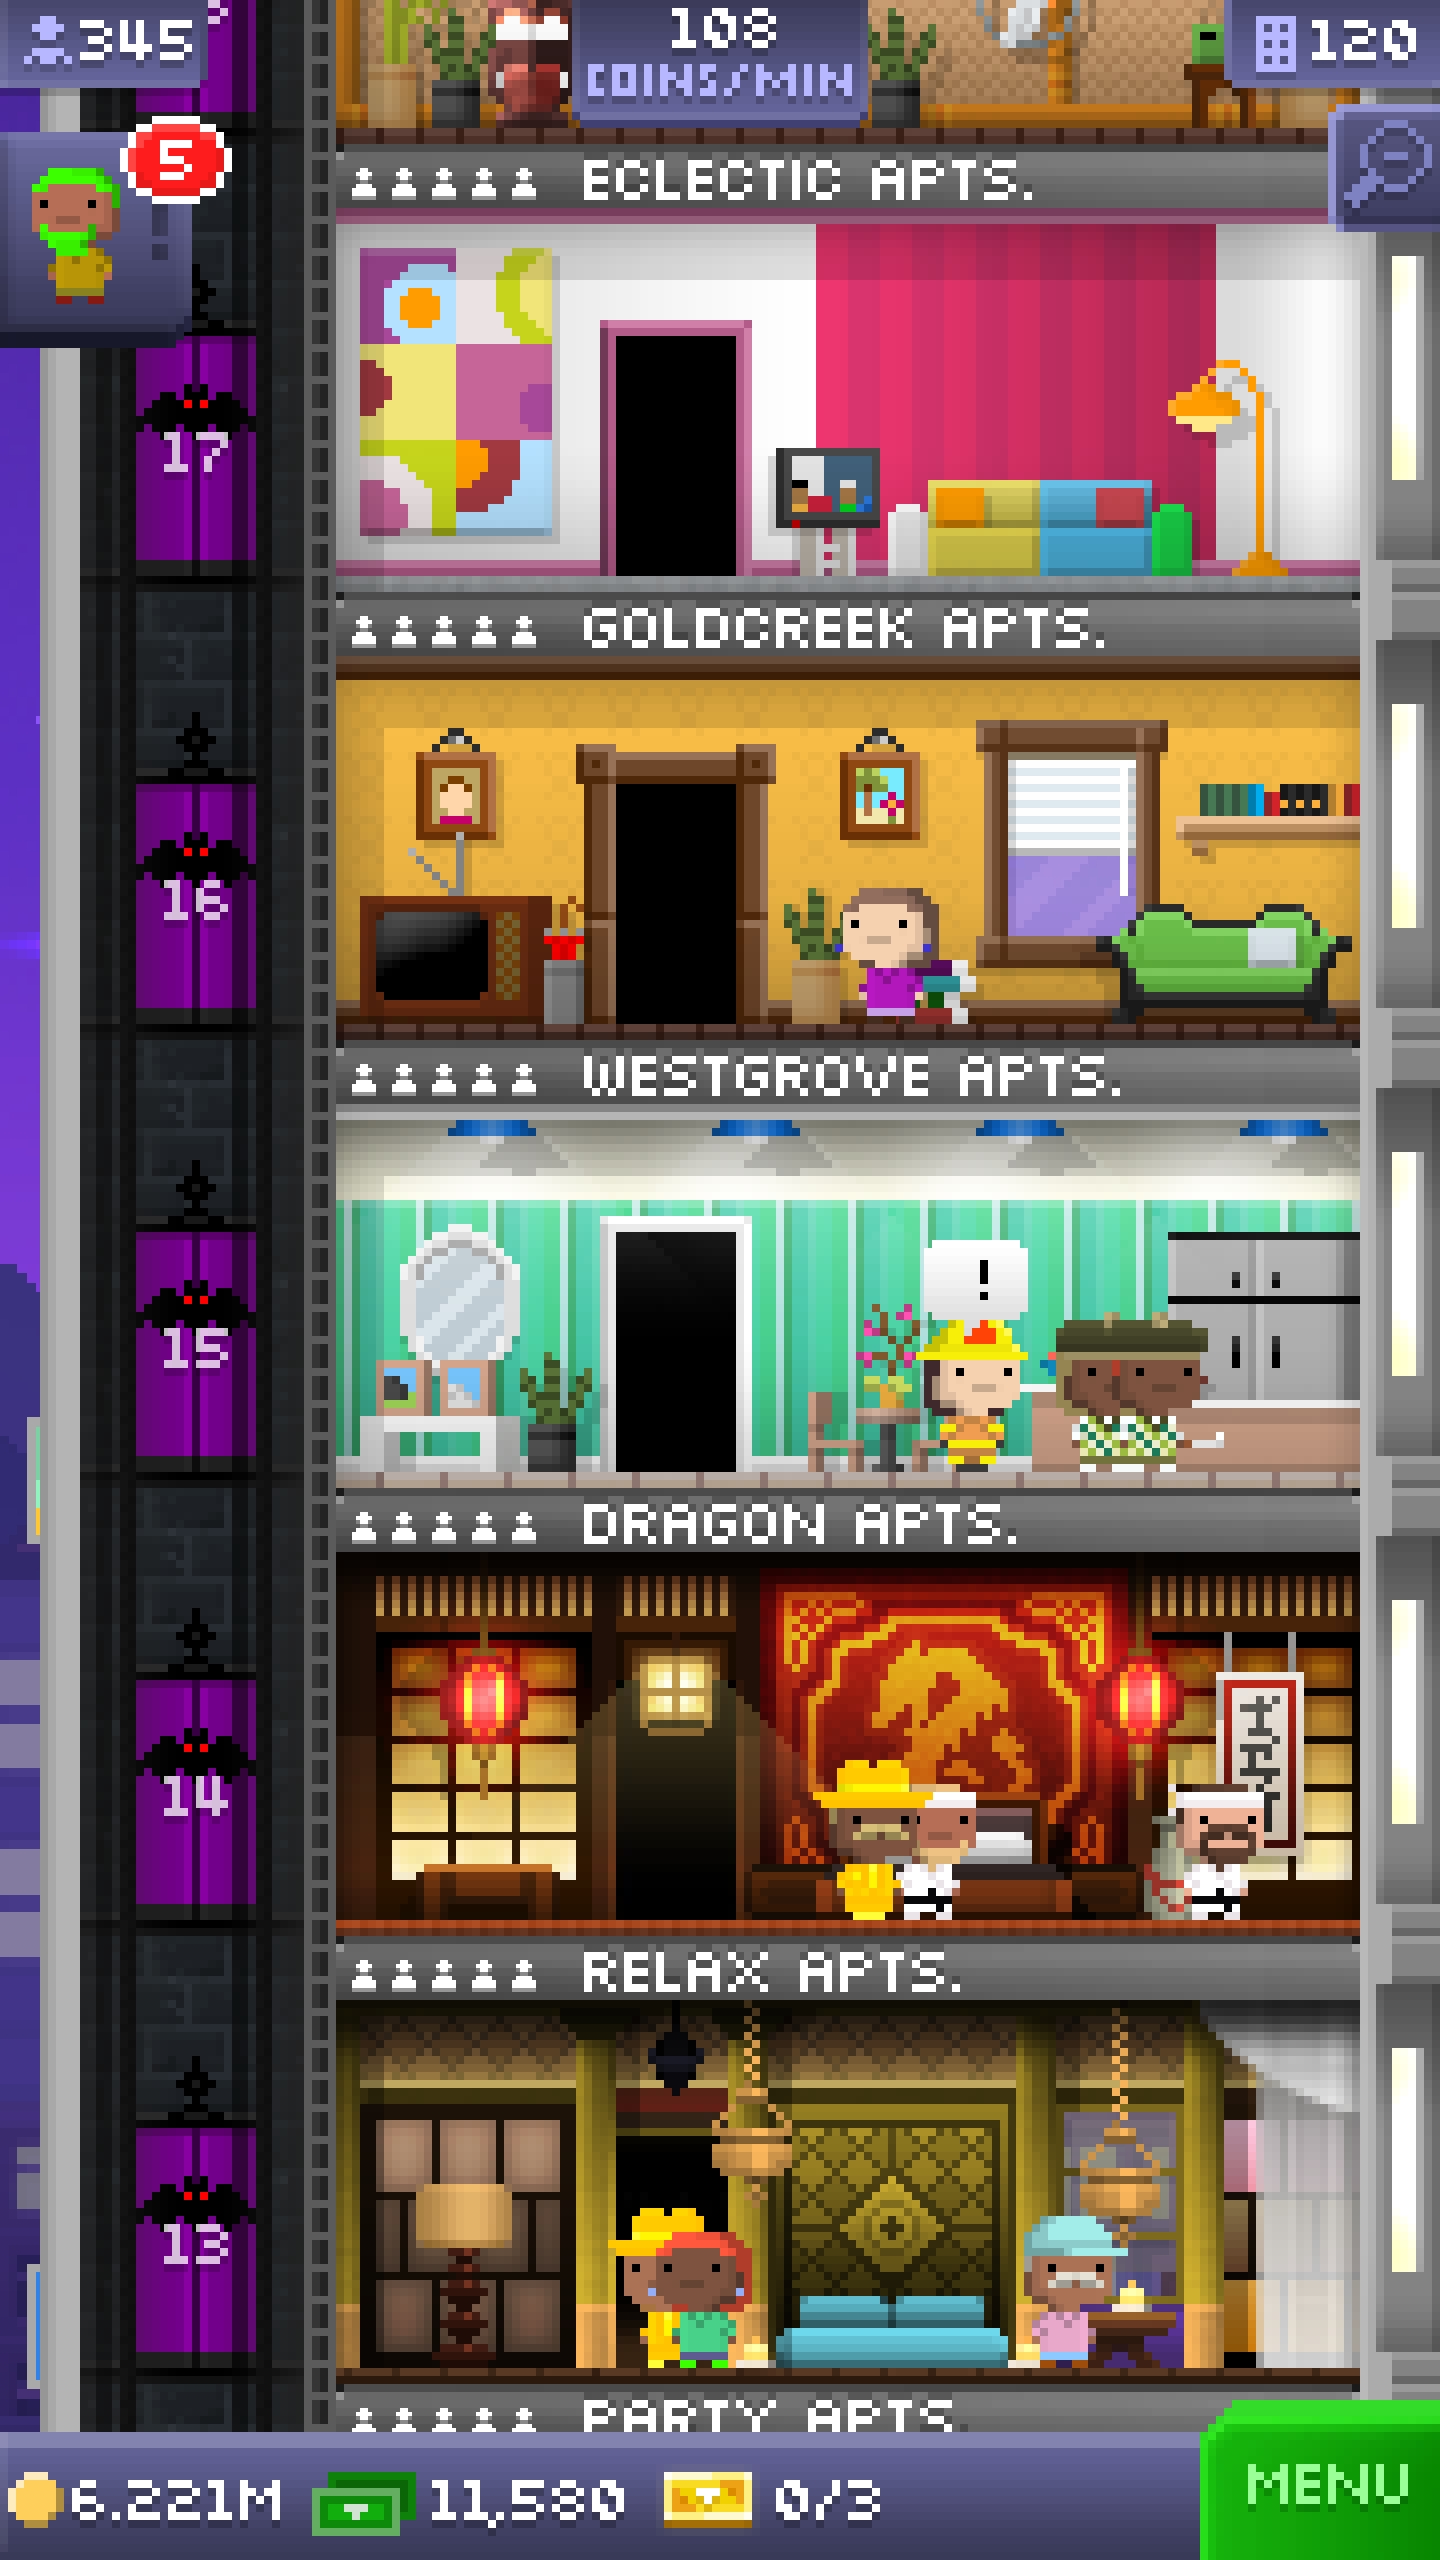 345
108
COINS/MIN
120
5
!
ECLECTIC APTS.
17
GOLDCREEK APTS.
16
WESTGROVE APTS.
15
!
DRAGON APTS.
14
RELAX APTS.
13
PARTY APTS.
6.221M
11,580
0/3
MENU